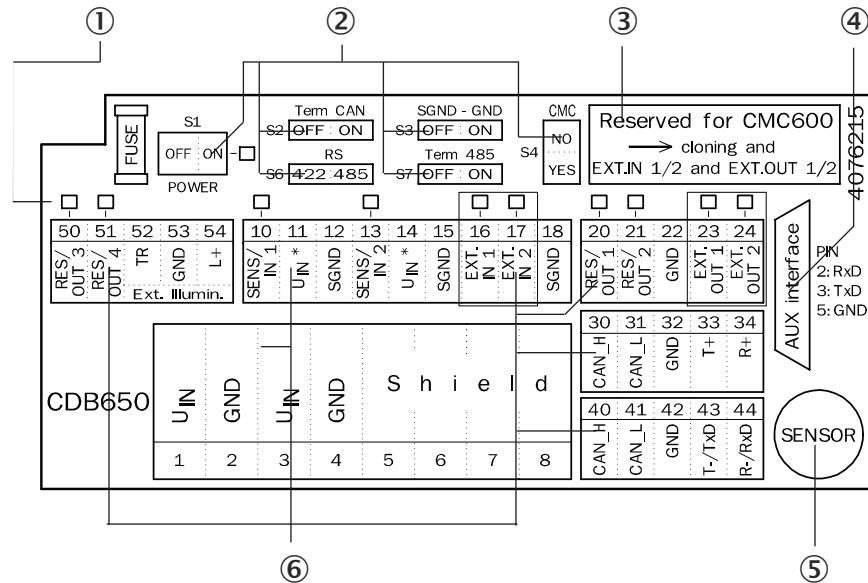 ① ② ③ ④
FUSE
S1
OFF ON
POWER
Term CAN
S2 OFF ON
RS
S6 422 485
SGND - GND
S3 OFF ON
Term 485
S7 OFF ON
CMC
S4
NO
YES
Reserved for CMC600
→ cloning and
EXT.IN 1/2 and EXT.OUT 1/2
4076215
50 51 52 53 54
RES/ OUT 3
RES/ OUT 4
TR
GND
L+
Ext. Illumin.
10 11 12 13 14 15 16 17 18
SENS/ IN 1
UIN*
SGND
SENS/ IN 2
UIN*
SGND
EXT. IN 1
EXT. IN 2
SGND
20 21 22 23 24
RES/ OUT 1
RES/ OUT 2
GND
EXT. OUT 1
EXT. OUT 2
AUX interface
PIN
2: RxD
3: TxD
5: GND
30 31 32 33 34
CAN_H
CAN_L
GND
T+
R+
CDB650
UIN
GND
UIN
GND
Shield
1 2 3 4 5 6 7 8
40 41 42 43 44
CAN_H
CAN_L
GND
T-/TxD
R-/RxD
SENSOR
⑥ ⑤